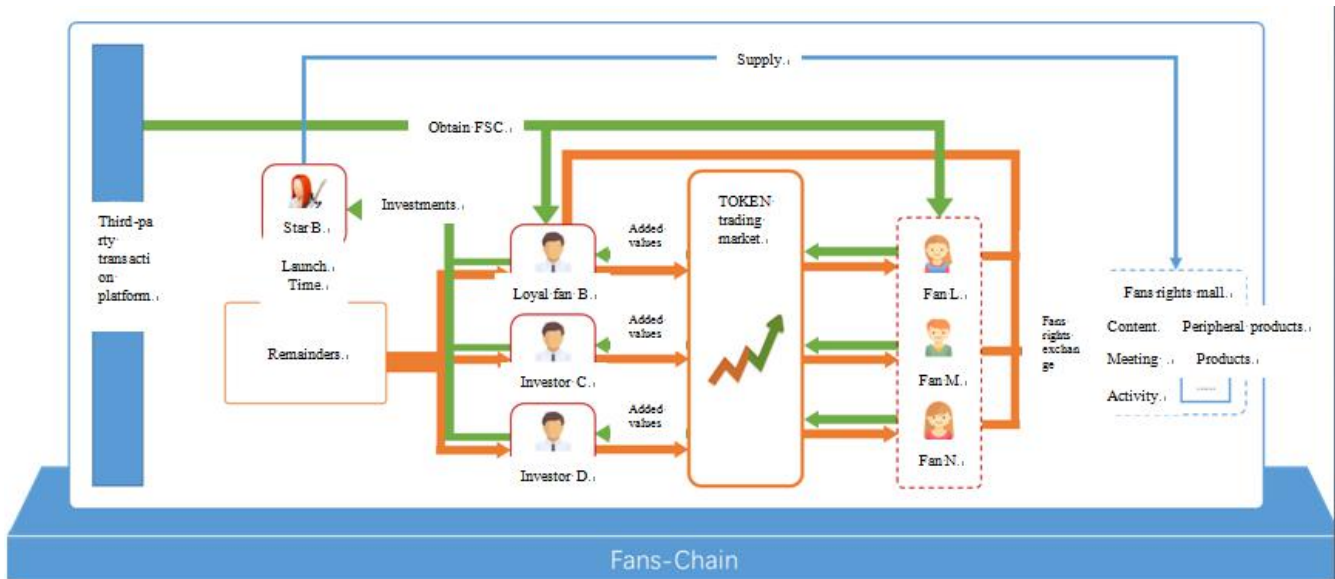 Supply.
Obtain FSC.
Third-pa
rty
transacti
on
platform.
Star B.
Investments.
Launch
Time.
Remainders.
Loyal fan B.
Investor C.
Investor D.
Added
values
Added
values
Added
values
TOKEN
trading
market.
Fan L.
Fan M.
Fan N.
Fans
rights
exchan
ge
Fans rights mall.
Content. Peripheral products.
Meeting. Products.
Activity.
Fans-Chain